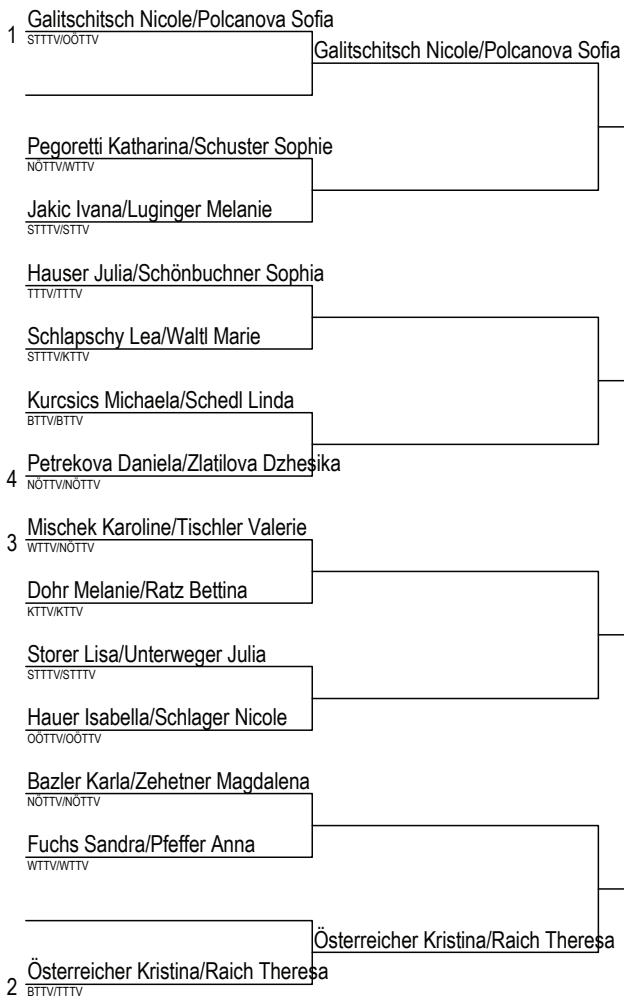 1 Galitschitsch Nicole/Polcanova Sofia
STTTV/OÖTTV
Galitschitsch Nicole/Polcanova Sofia
Pegoretti Katharina/Schuster Sophie
NÖTTV/WTTV
Jakic Ivana/Luginger Melanie
STTTV/STTV
Hauser Julia/Schönbuchner Sophia
TTTV/TTTV
Schlapschy Lea/Waltl Marie
STTTV/KTTV
Kurcsics Michaela/Schedl Linda
BTTV/BTTV
4 Petrekova Daniela/Zlatilova Dzhesika
NÖTTV/NÖTTV
3 Mischek Karoline/Tischler Valerie
WTTV/NÖTTV
Dohr Melanie/Ratz Bettina
KTTV/KTTV
Storer Lisa/Unterweger Julia
STTTV/STTTV
Hauer Isabella/Schlager Nicole
OÖTTV/OÖTTV
Bazler Karla/Zehetner Magdalena
NÖTTV/NÖTTV
Fuchs Sandra/Pfeffer Anna
WTTV/WTTV
Österreicher Kristina/Raich Theresa
2 Österreicher Kristina/Raich Theresa
BTTV/TTTV